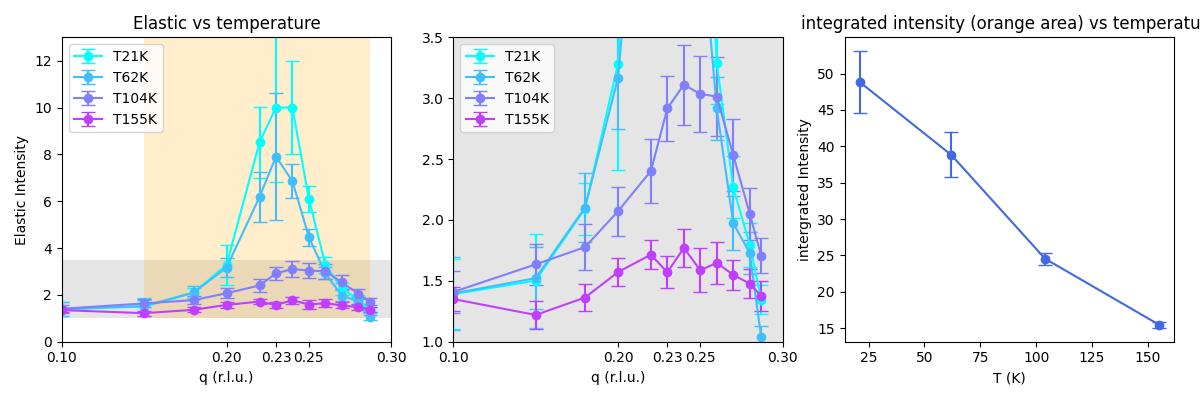 Elastic vs temperature
integrated intensity (orange area) vs temperatu
T21K
T62K
T104K
T155K
T21K
T62K
T104K
T155K
Elastic Intensity
12
10
8
6
4
2
0
0.10
0.20
0.23
0.25
0.30
q (r.l.u.)
3.5
3.0
2.5
2.0
1.5
1.0
0.10
0.20
0.23
0.25
0.30
q (r.l.u.)
intergrated Intensity
50
45
40
35
30
25
20
15
25
50
75
100
125
150
T (K)